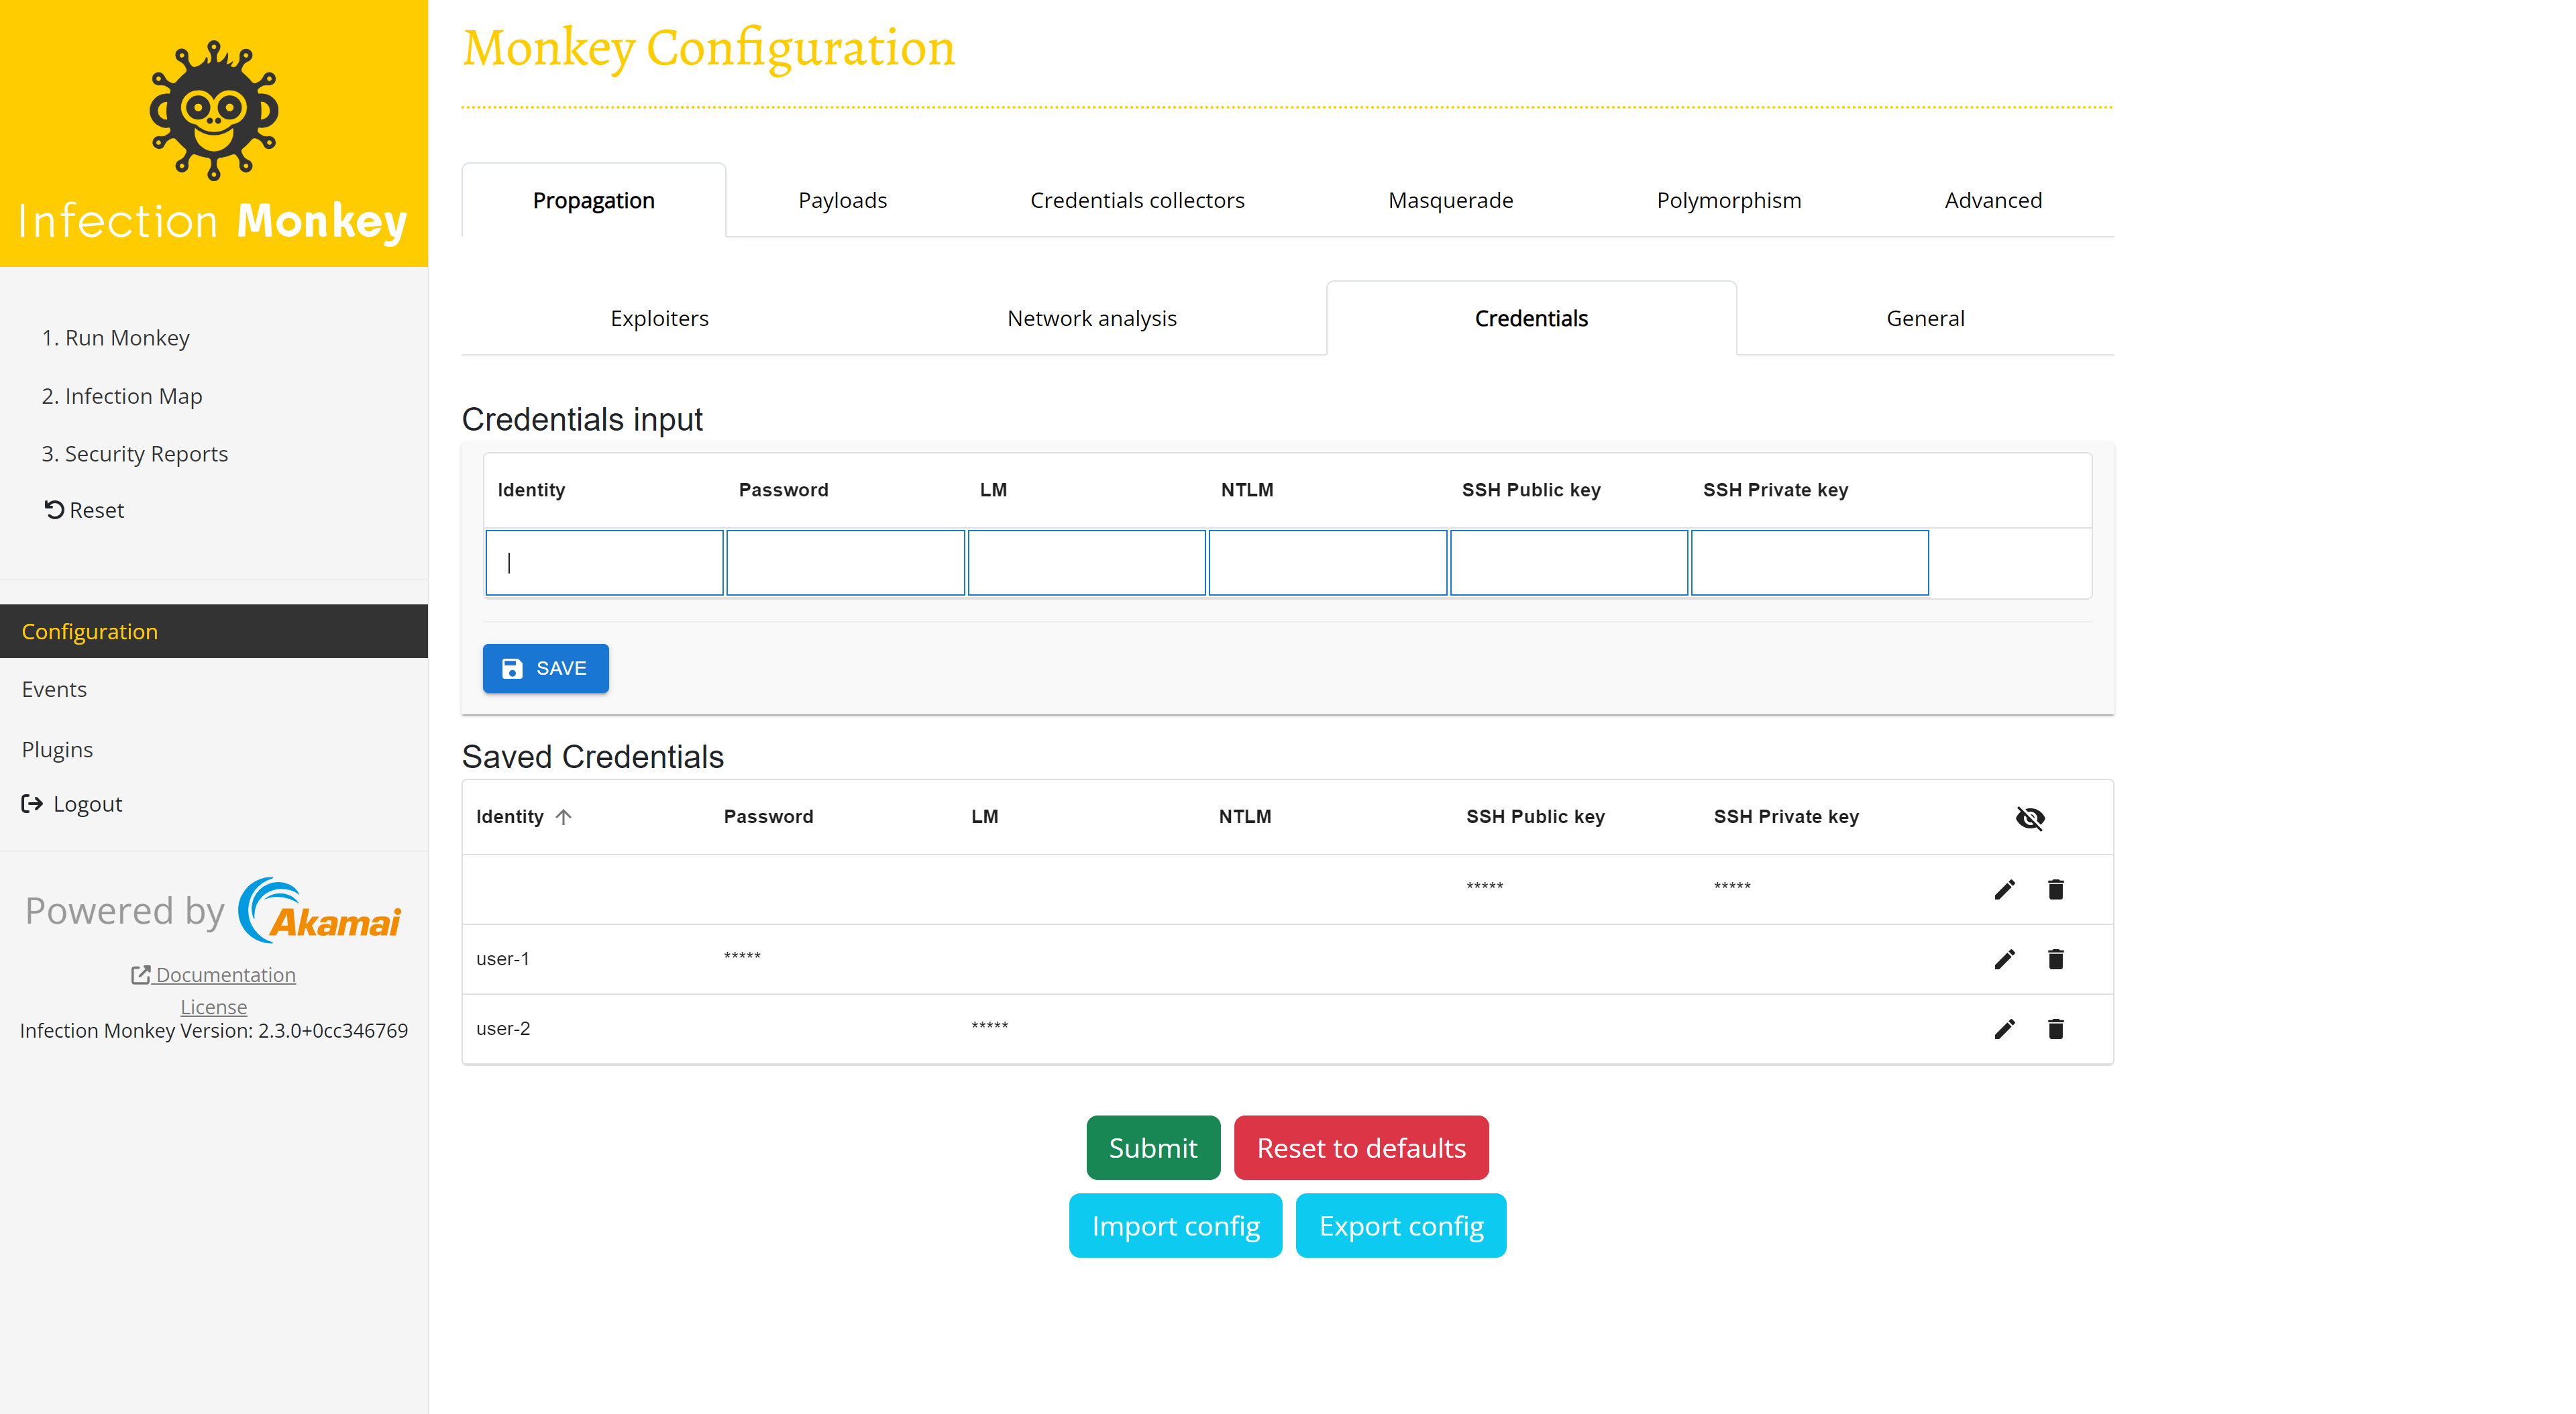 Infection Monkey
1. Run Monkey
2. Infection Map
3. Security Reports
Reset
Configuration
Events
Plugins
Logout
Powered by Akamai
Documentation
License
Infection Monkey Version: 2.3.0+0cc346769
Monkey Configuration
Propagation Payloads Credentials collectors Masquerade Polymorphism Advanced
Exploiters Network analysis Credentials General
Credentials input
Identity Password LM NTLM SSH Public key SSH Private key
SAVE
Saved Credentials
Identity Password LM NTLM SSH Public key SSH Private key
***** *****
user-1 *****
user-2 *****
Submit Reset to defaults
Import config Export config